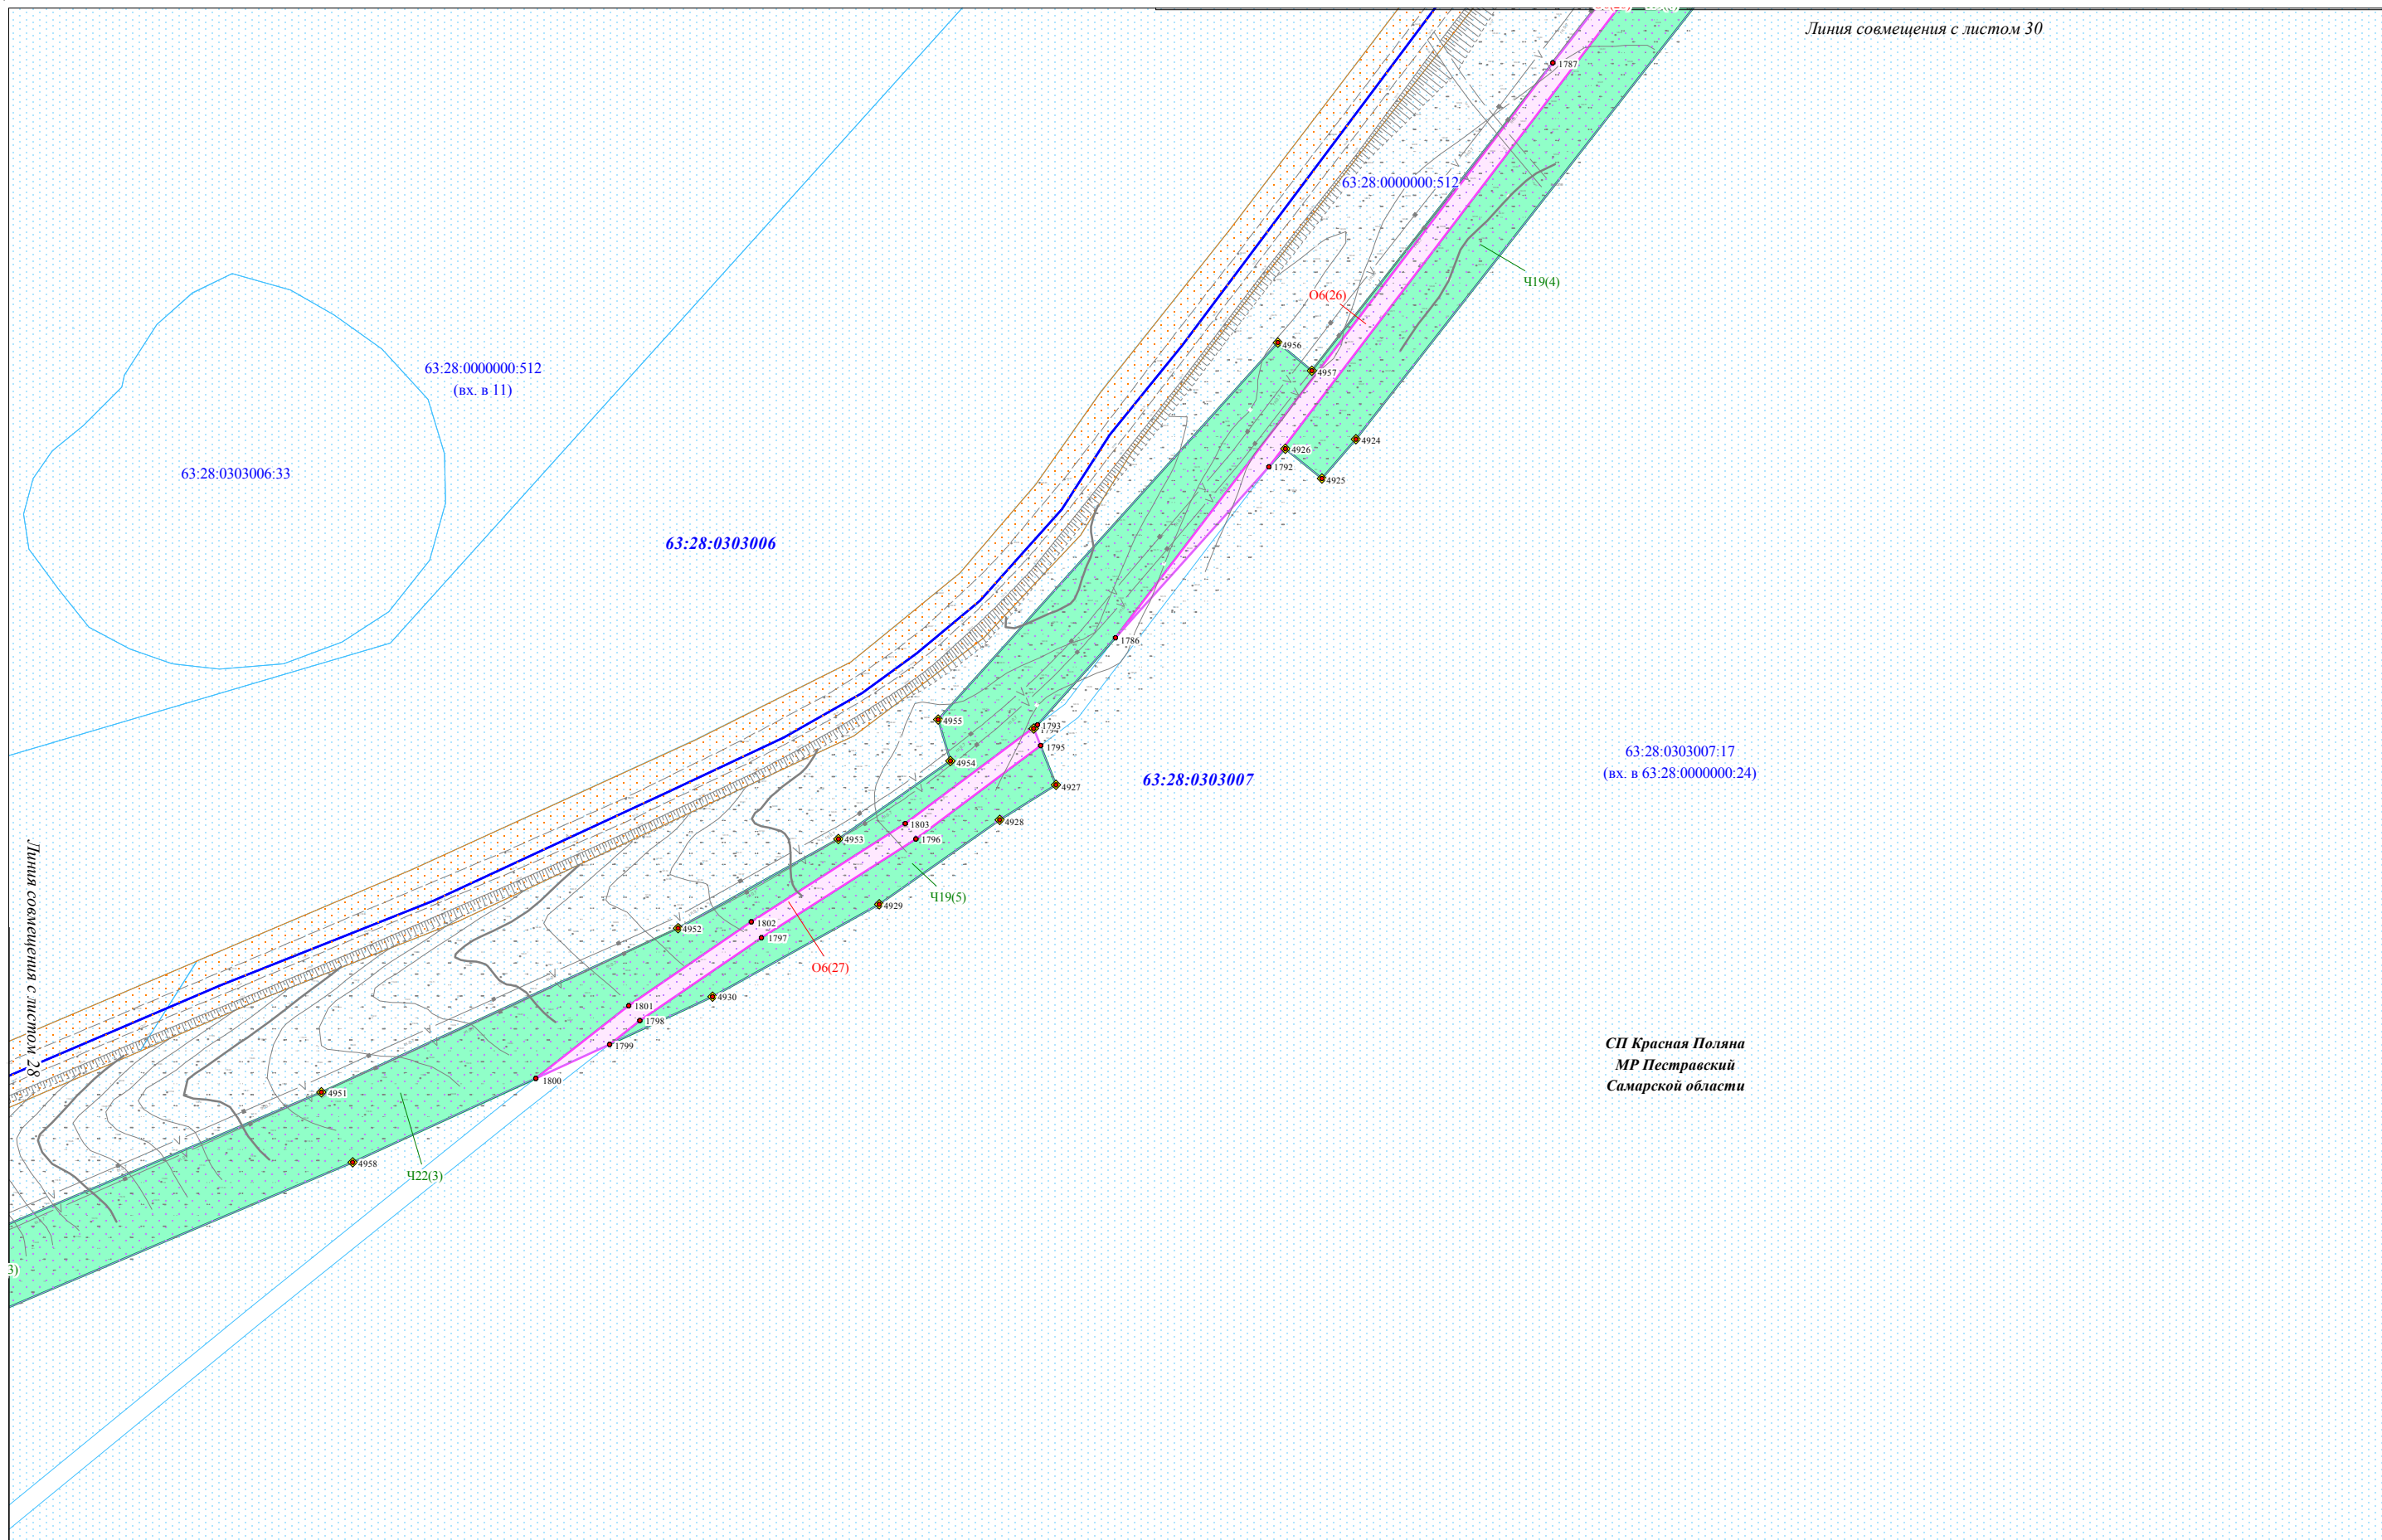 Линия совмещения с листом 30
1787
63:28:0000000:512
Ч19(4)
О6(26)
4956
4957
63:28:0000000:512
(вх. в 11)
4924
4926
1792
63:28:0303006:33
4925
63:28:0303006
1786
4955
1793
1795
4954
63:28:0303007:17
(вх. в 63:28:0000000:24)
63:28:0303007
4927
4928
1803
4953
1796
Линия совмещения с листом 28
Ч19(5)
4929
1802
4952
1797
О6(27)
4930
1801
1798
1799
СП Красная Поляна
МР Пестравский
Самарской области
1800
4951
4958
Ч22(3)
3)